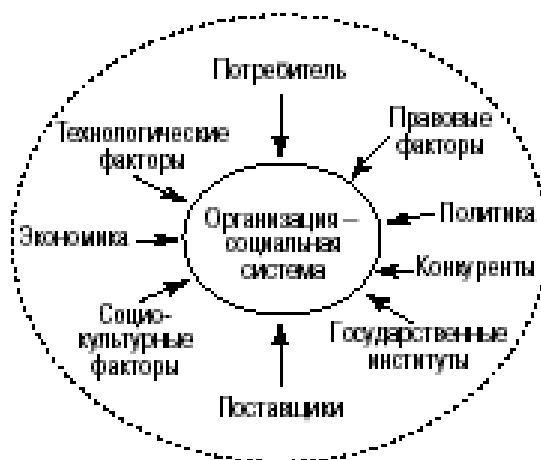 Потребитель
Правовые
факторы
Технологические
факторы
Организация –
социальная
система
Политика
Экономика
Конкуренты
Социо-
культурные
факторы
Государственные
институты
Поставщики